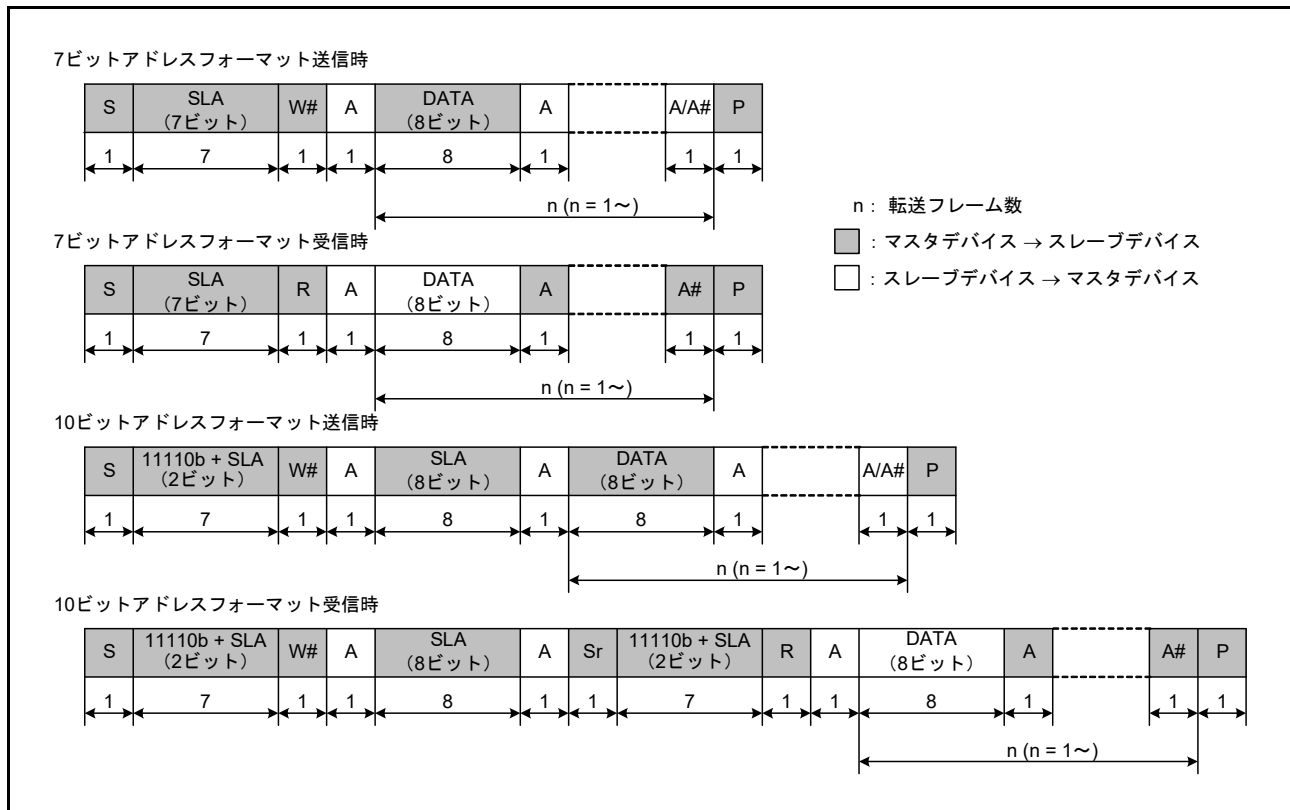 7ビットアドレスフォーマット送信時
S SLA W# A DATA A A/A# P
(7ビット) (8ビット)
1 7 1 1 8 1 1 1
n (n = 1～)
n : 転送フレーム数
: マスタデバイス → スレーブデバイス
: スレーブデバイス → マスタデバイス
7ビットアドレスフォーマット受信時
S SLA R A DATA A A# P
(7ビット) (8ビット)
1 7 1 1 8 1 1 1
n (n = 1～)
10ビットアドレスフォーマット送信時
S 11110b + SLA W# A SLA A DATA A A/A# P
(2ビット) (8ビット) (8ビット)
1 7 1 1 8 1 8 1 1 1
n (n = 1～)
10ビットアドレスフォーマット受信時
S 11110b + SLA W# A SLA A Sr 11110b + SLA R A DATA A A# P
(2ビット) (8ビット) (2ビット) (8ビット)
1 7 1 1 8 1 1 7 1 1 8 1 1 1
n (n = 1～)